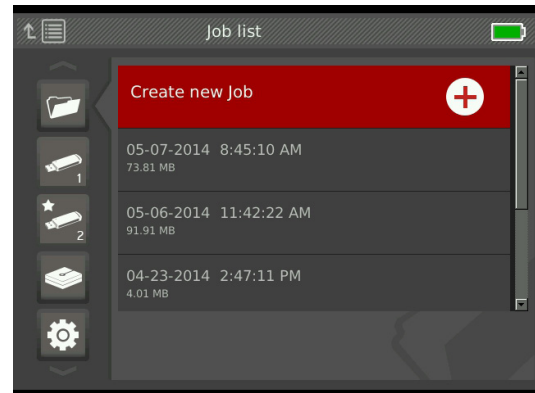 Job list
Create new Job
05-07-2014 8:45:10 AM
73.81 MB
1
05-06-2014 11:42:22 AM
91.91 MB
2
04-23-2014 2:47:11 PM
4.01 MB